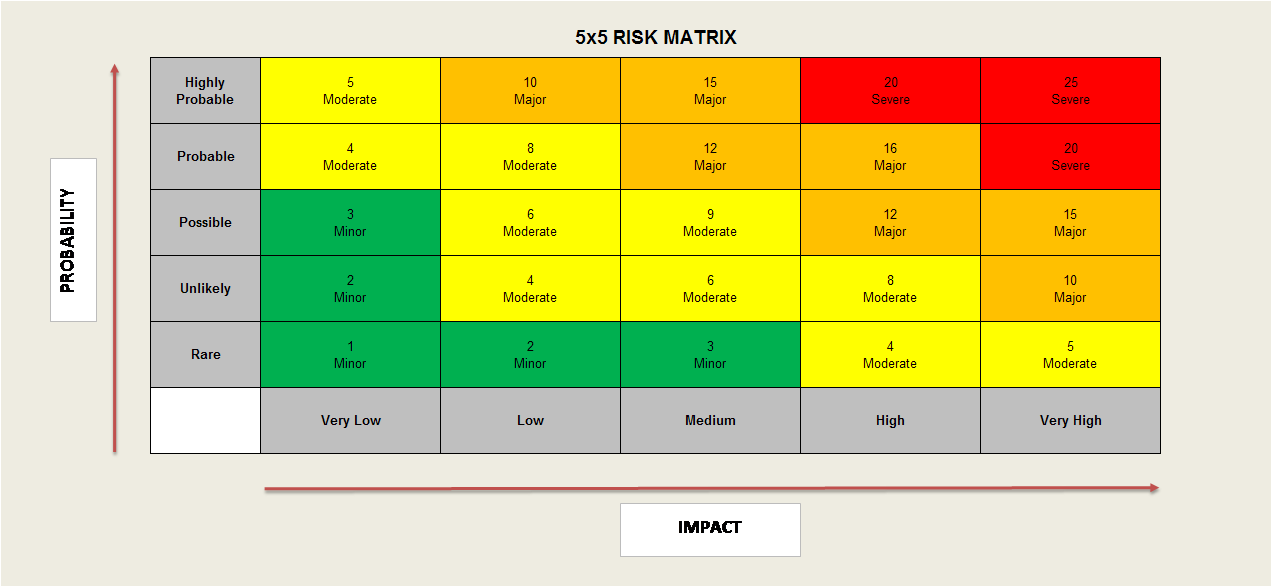 5x5 RISK MATRIX
Highly
Probable
5
Moderate
10
Major
15
Major
20
Severe
25
Severe
Probable
4
Moderate
8
Moderate
12
Major
16
Major
20
Severe
PROBABILITY
Possible
3
Minor
6
Moderate
9
Moderate
12
Major
15
Major
Unlikely
2
Minor
4
Moderate
6
Moderate
8
Moderate
10
Major
Rare
1
Minor
2
Minor
3
Minor
4
Moderate
5
Moderate
Very Low
Low
Medium
High
Very High
IMPACT